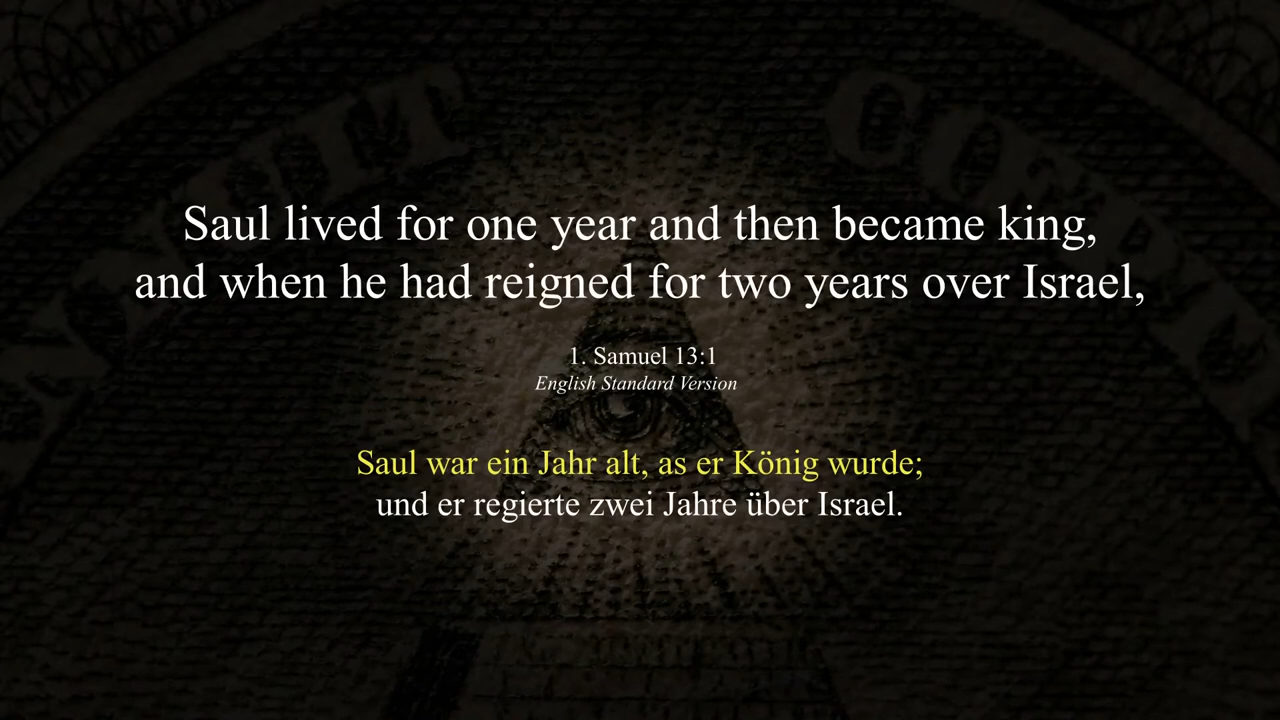 Saul lived for one year and then became king,
and when he had reigned for two years over Israel,
1. Samuel 13:1
English Standard Version
Saul war ein Jahr alt, as er König wurde;
und er regierte zwei Jahre über Israel.